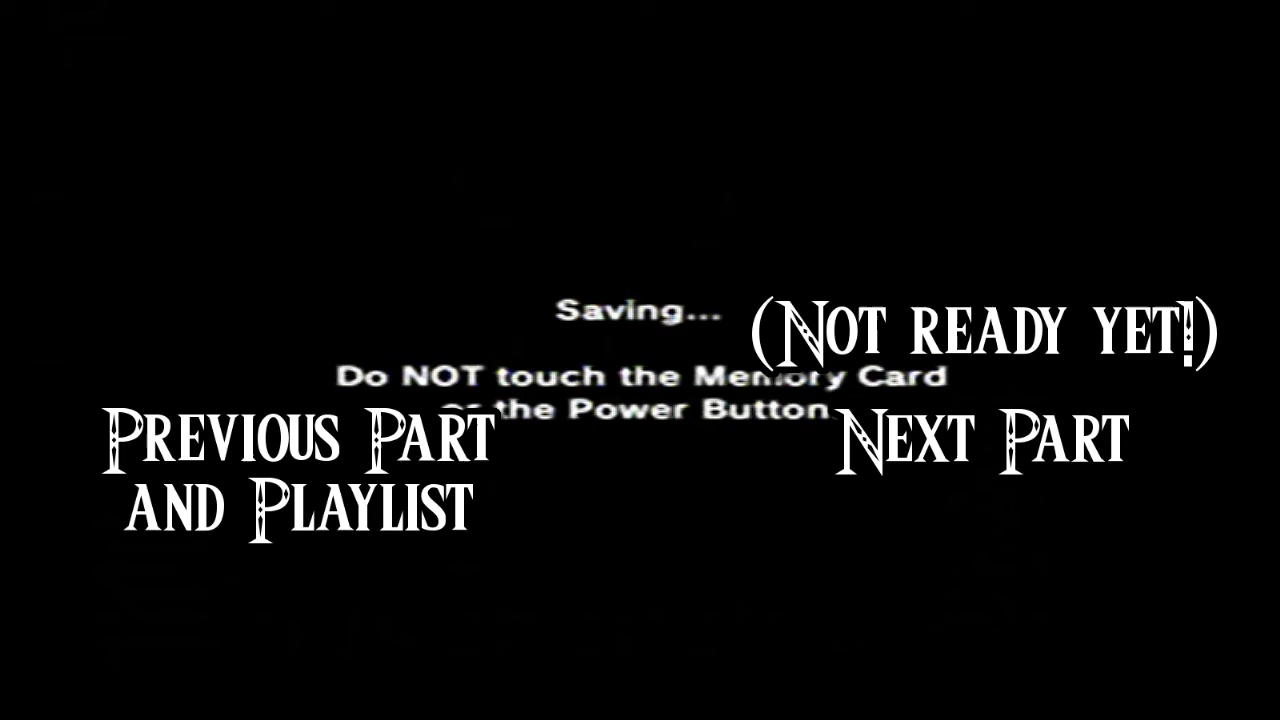 Saving...
(Not ready yet!)
Do NOT touch the Memory Card
or the Power Button.
Previous Part
and Playlist
Next Part